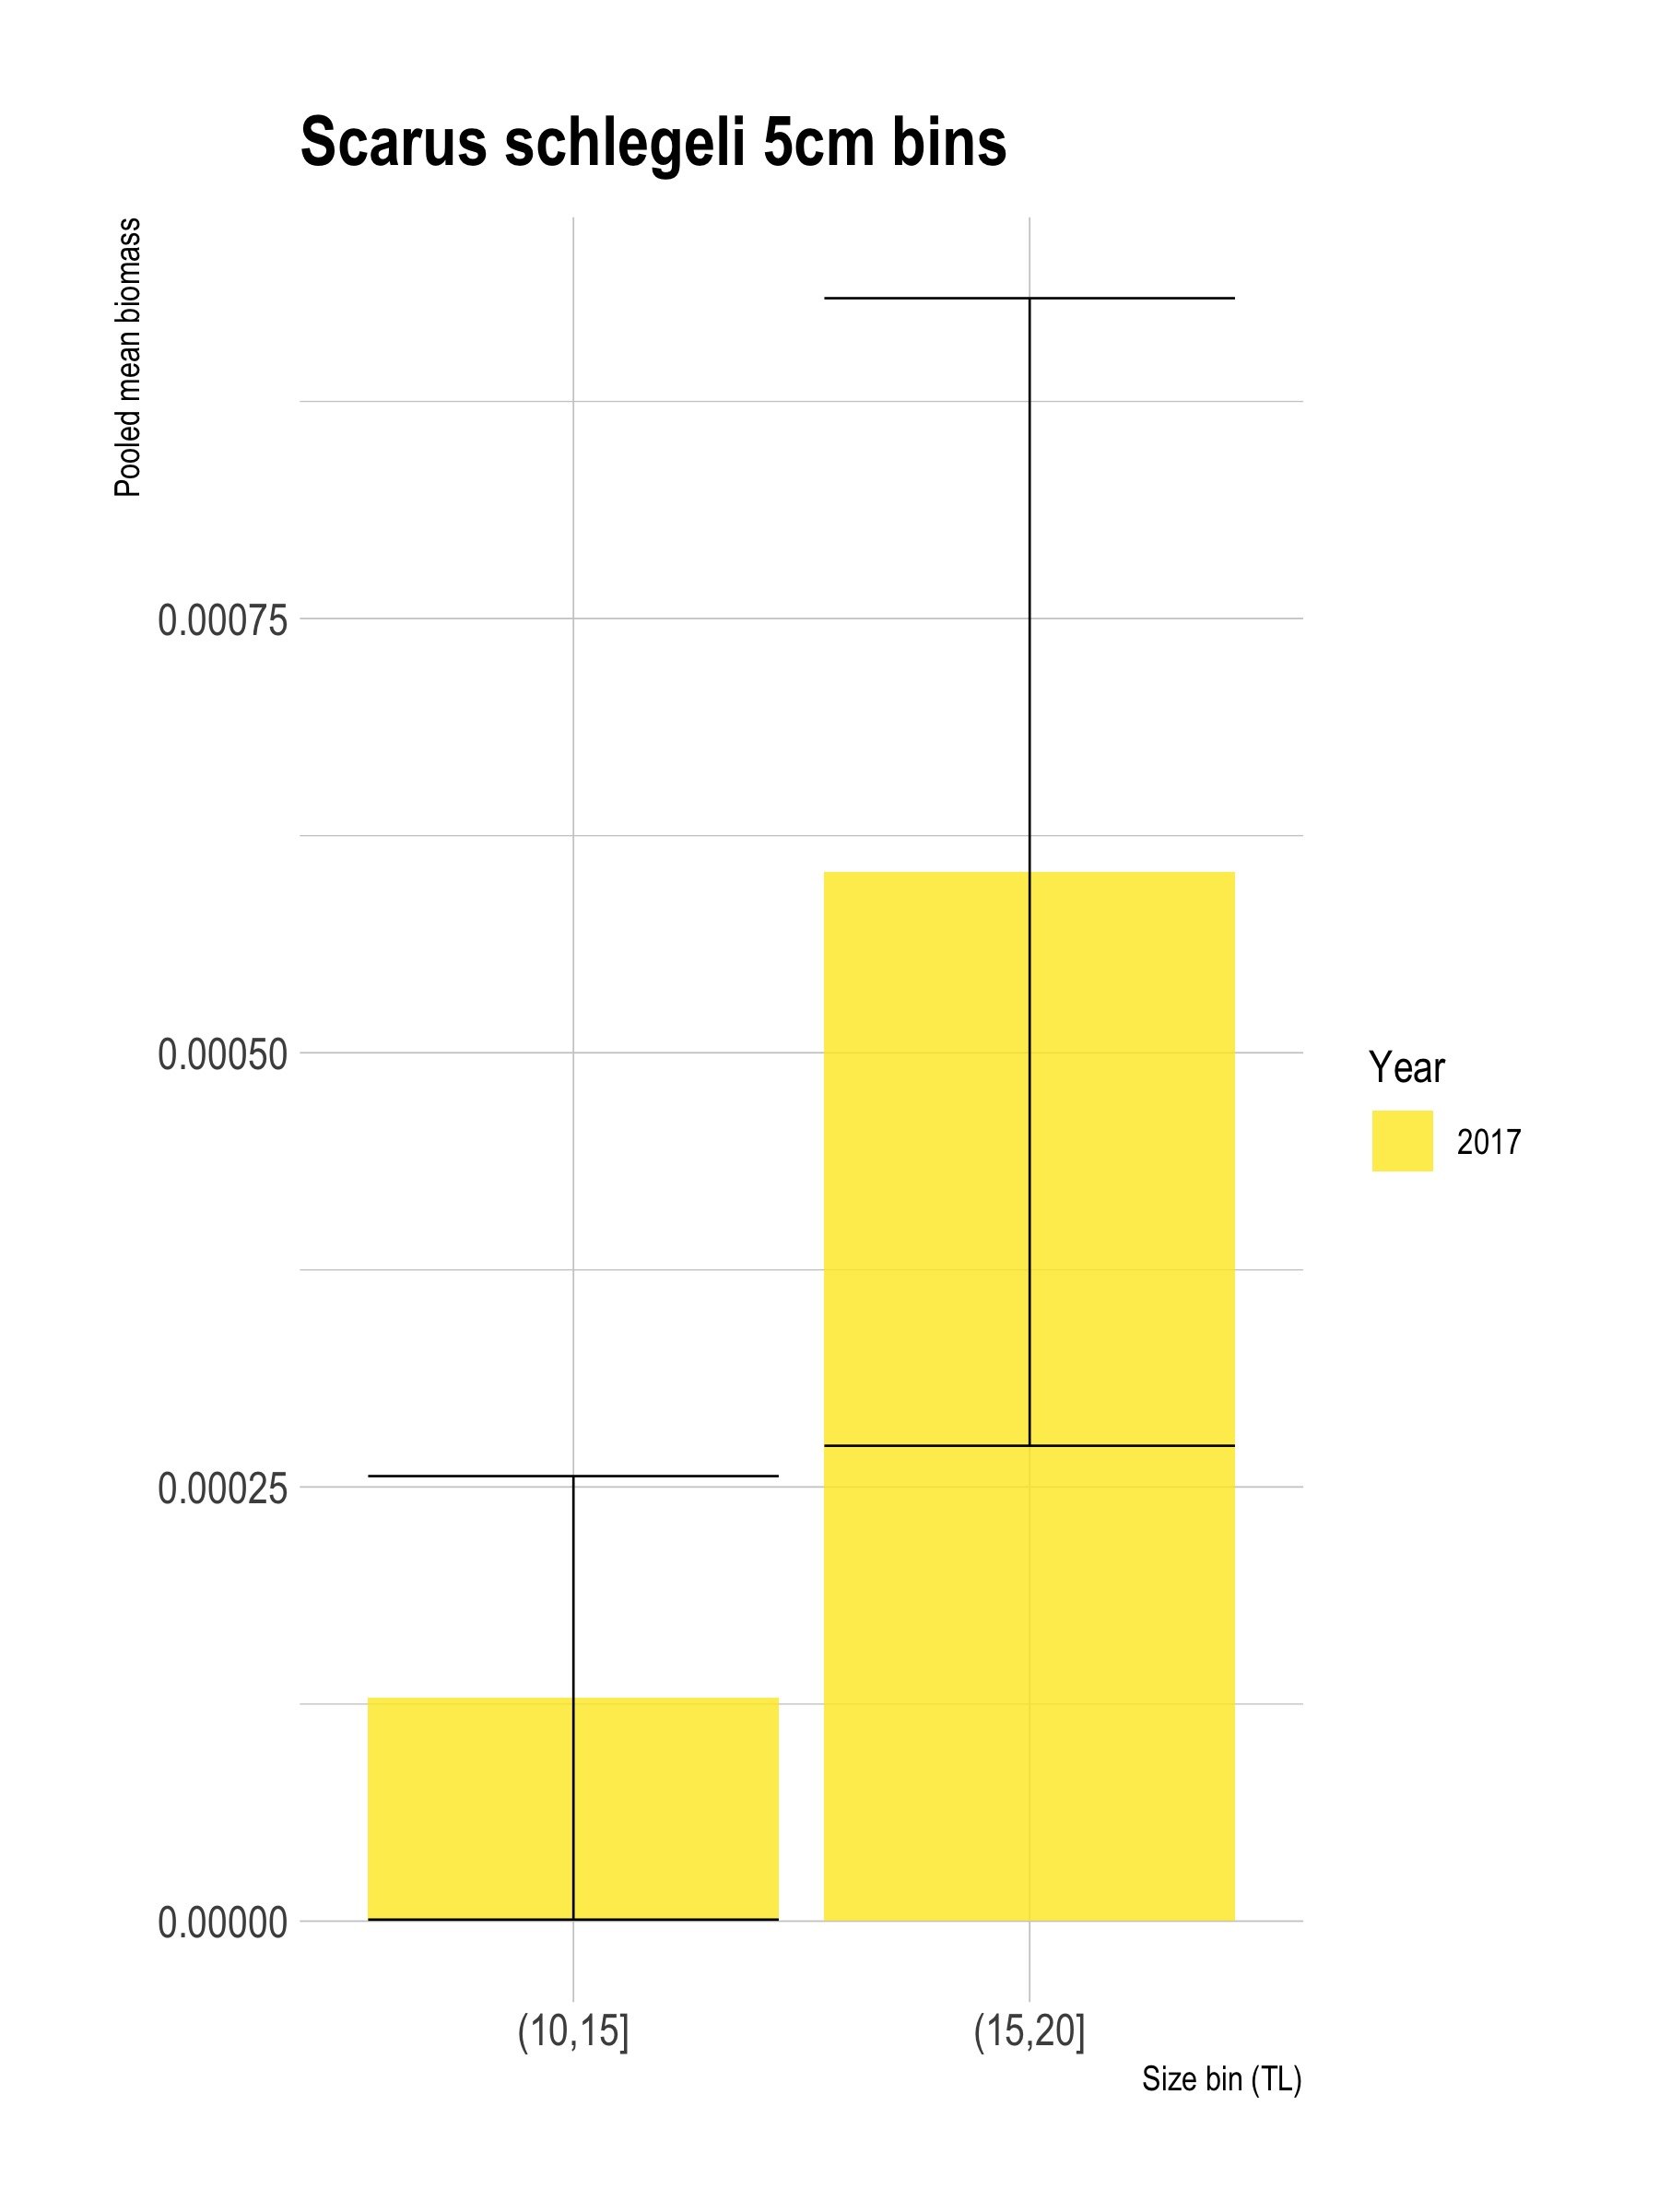 Scarus schlegeli 5cm bins
Pooled mean biomass
0.00075
0.00050
0.00025
0.00000
(10,15]
(15,20]
Size bin (TL)
Year
2017